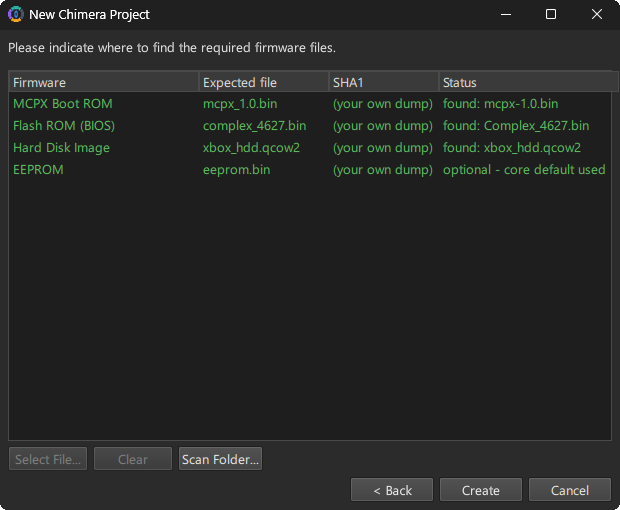 New Chimera Project
Please indicate where to find the required firmware files.
Firmware Expected file SHA1 Status
MCPX Boot ROM mcpx_1.0.bin (your own dump) found: mcpx-1.0.bin
Flash ROM (BIOS) complex_4627.bin (your own dump) found: Complex_4627.bin
Hard Disk Image xbox_hdd.qcow2 (your own dump) found: xbox_hdd.qcow2
EEPROM eeprom.bin (your own dump) optional - core default used
Select File... Clear Scan Folder...
< Back Create Cancel